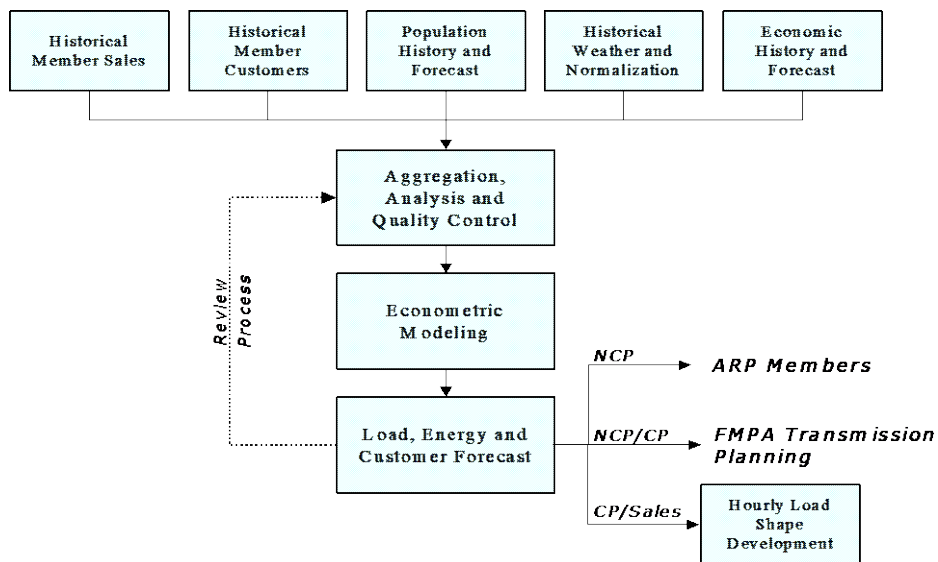 Historical
Member Sales
Historical
Member
Customers
Population
History and
Forecast
Historical
Weather and
Normalization
Economic
History and
Forecast
Aggregation,
Analysis and
Quality Control
Review
Process
Econometric
Modeling
Load, Energy and
Customer Forecast
NCP
ARP Members
NCP/CP
FMPA Transmission
Planning
CP/Sales
Hourly Load
Shape
Development